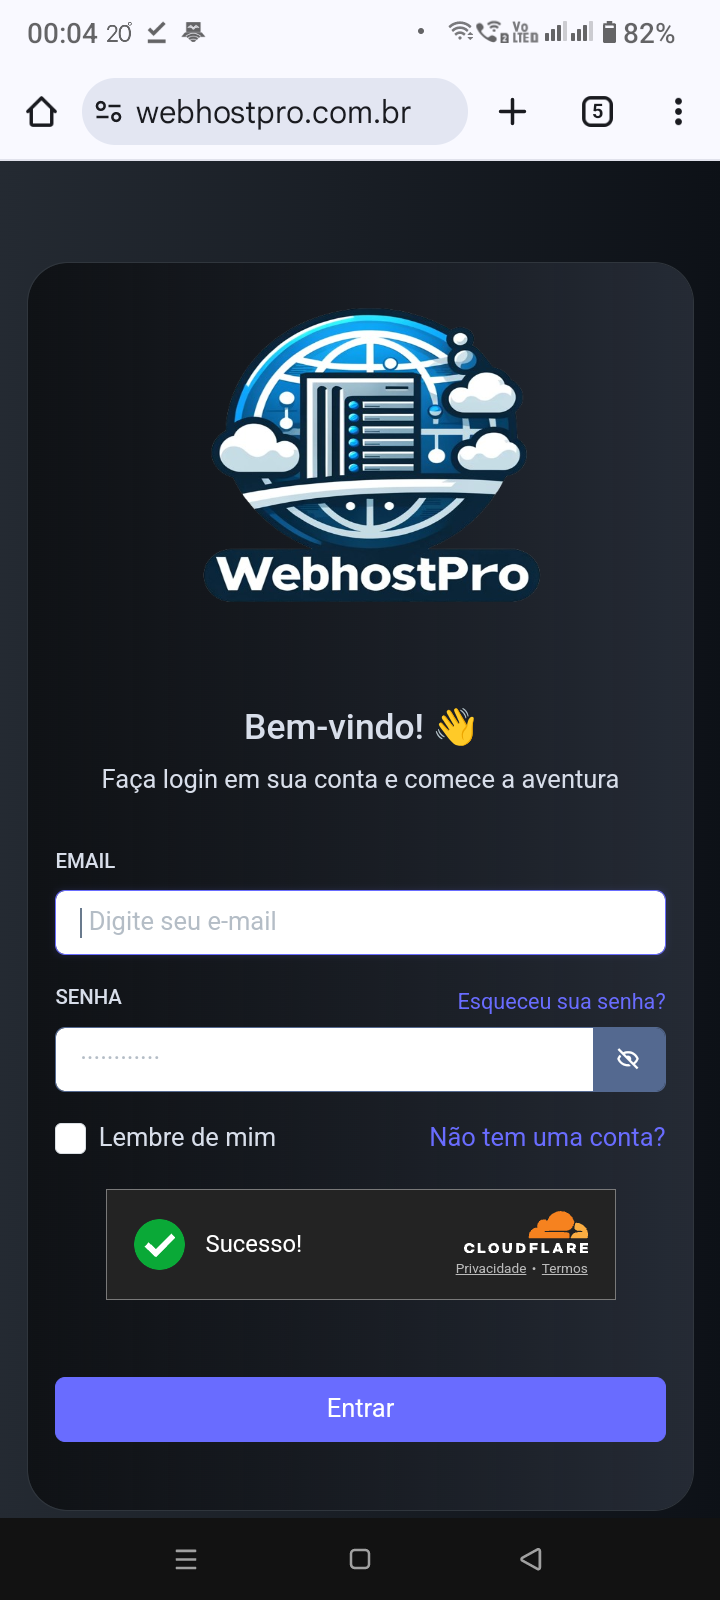 00:04 20° 82%
webhostpro.com.br 5
WebhostPro
Bem-vindo! 👋
Faça login em sua conta e comece a aventura
EMAIL
Digite seu e-mail
SENHA
Esqueceu sua senha?
············
Lembre de mim
Não tem uma conta?
Sucesso!
CLOUDFLARE
Privacidade • Termos
Entrar